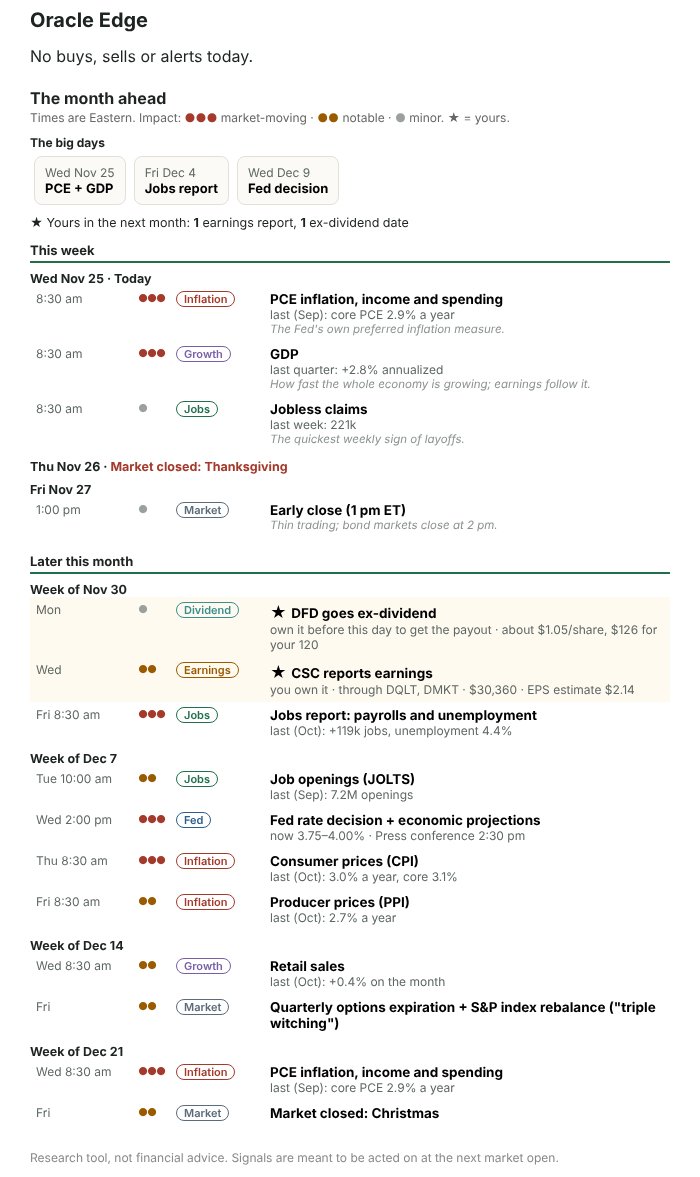 Oracle Edge
No buys, sells or alerts today.
The month ahead
Times are Eastern. Impact: ●●● market-moving · ●● notable · ● minor. ★ = yours.
The big days
Wed Nov 25
PCE + GDP
Fri Dec 4
Jobs report
Wed Dec 9
Fed decision
★ Yours in the next month: 1 earnings report, 1 ex-dividend date
This week
Wed Nov 25 · Today
8:30 am ●●● Inflation PCE inflation, income and spending
last (Sep): core PCE 2.9% a year
The Fed's own preferred inflation measure.
8:30 am ●●● Growth GDP
last quarter: +2.8% annualized
How fast the whole economy is growing; earnings follow it.
8:30 am ● Jobs Jobless claims
last week: 221k
The quickest weekly sign of layoffs.
Thu Nov 26 · Market closed: Thanksgiving
Fri Nov 27
1:00 pm ● Market Early close (1 pm ET)
Thin trading; bond markets close at 2 pm.
Later this month
Week of Nov 30
Mon ● Dividend ★ DFD goes ex-dividend
own it before this day to get the payout · about $1.05/share, $126 for
your 120
Wed ●● Earnings ★ CSC reports earnings
you own it · through DQLT, DMKT · $30,360 · EPS estimate $2.14
Fri 8:30 am ●●● Jobs Jobs report: payrolls and unemployment
last (Oct): +119k jobs, unemployment 4.4%
Week of Dec 7
Tue 10:00 am ●● Jobs Job openings (JOLTS)
last (Sep): 7.2M openings
Wed 2:00 pm ●●● Fed Fed rate decision + economic projections
now 3.75–4.00% · Press conference 2:30 pm
Thu 8:30 am ●●● Inflation Consumer prices (CPI)
last (Oct): 3.0% a year, core 3.1%
Fri 8:30 am ●● Inflation Producer prices (PPI)
last (Oct): 2.7% a year
Week of Dec 14
Wed 8:30 am ●● Growth Retail sales
last (Oct): +0.4% on the month
Fri ●● Market Quarterly options expiration + S&P index rebalance ("triple
witching")
Week of Dec 21
Wed 8:30 am ●●● Inflation PCE inflation, income and spending
last (Sep): core PCE 2.9% a year
Fri ●● Market Market closed: Christmas
Research tool, not financial advice. Signals are meant to be acted on at the next market open.